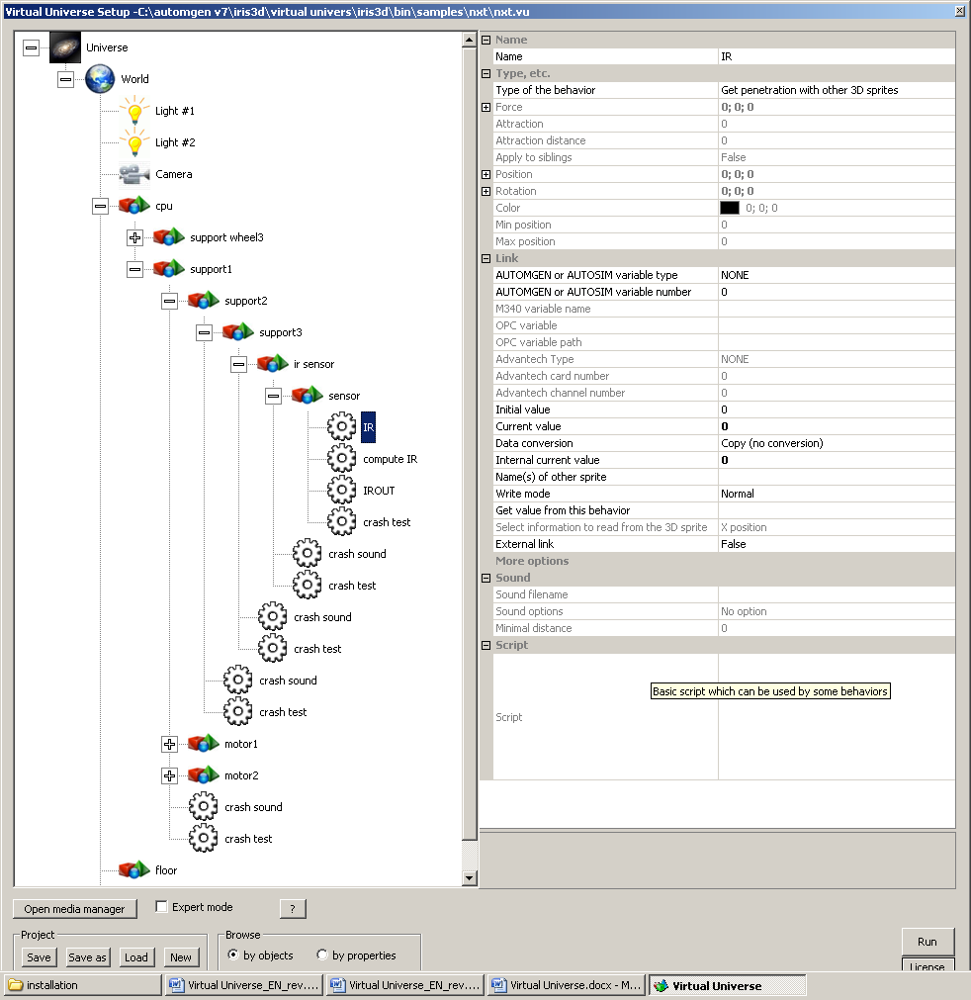 Virtual Universe Setup -C:\automgen v7\iris3d\virtual univers\iris3d\bin\samples\nxt\nxt.vu
Universe
World
Light #1
Light #2
Camera
cpu
support wheel3
support1
support2
support3
ir sensor
sensor
IR
compute IR
IROUT
crash test
crash sound
crash test
crash sound
crash test
crash sound
crash test
motor1
motor2
crash sound
crash test
floor
Name
Name IR
Type, etc.
Type of the behavior Get penetration with other 3D sprites
Force 0; 0; 0
Attraction 0
Attraction distance 0
Apply to siblings False
Position 0; 0; 0
Rotation 0; 0; 0
Color 0; 0; 0
Min position 0
Max position 0
Link
AUTOMGEN or AUTOSIM variable type NONE
AUTOMGEN or AUTOSIM variable number 0
M340 variable name
OPC variable
OPC variable path
Advantech Type NONE
Advantech card number 0
Advantech channel number 0
Initial value 0
Current value 0
Data conversion Copy (no conversion)
Internal current value 0
Name(s) of other sprite
Write mode Normal
Get value from this behavior
Select information to read from the 3D sprite X position
External link False
More options
Sound
Sound filename
Sound options No option
Minimal distance 0
Script
Basic script which can be used by some behaviors
Script
Open media manager Expert mode ?
Project Browse
Save Save as Load New by objects by properties Run
License
installation Virtual Universe_EN_rev.... Virtual Universe_EN_rev.... Virtual Universe.docx - M... Virtual Universe